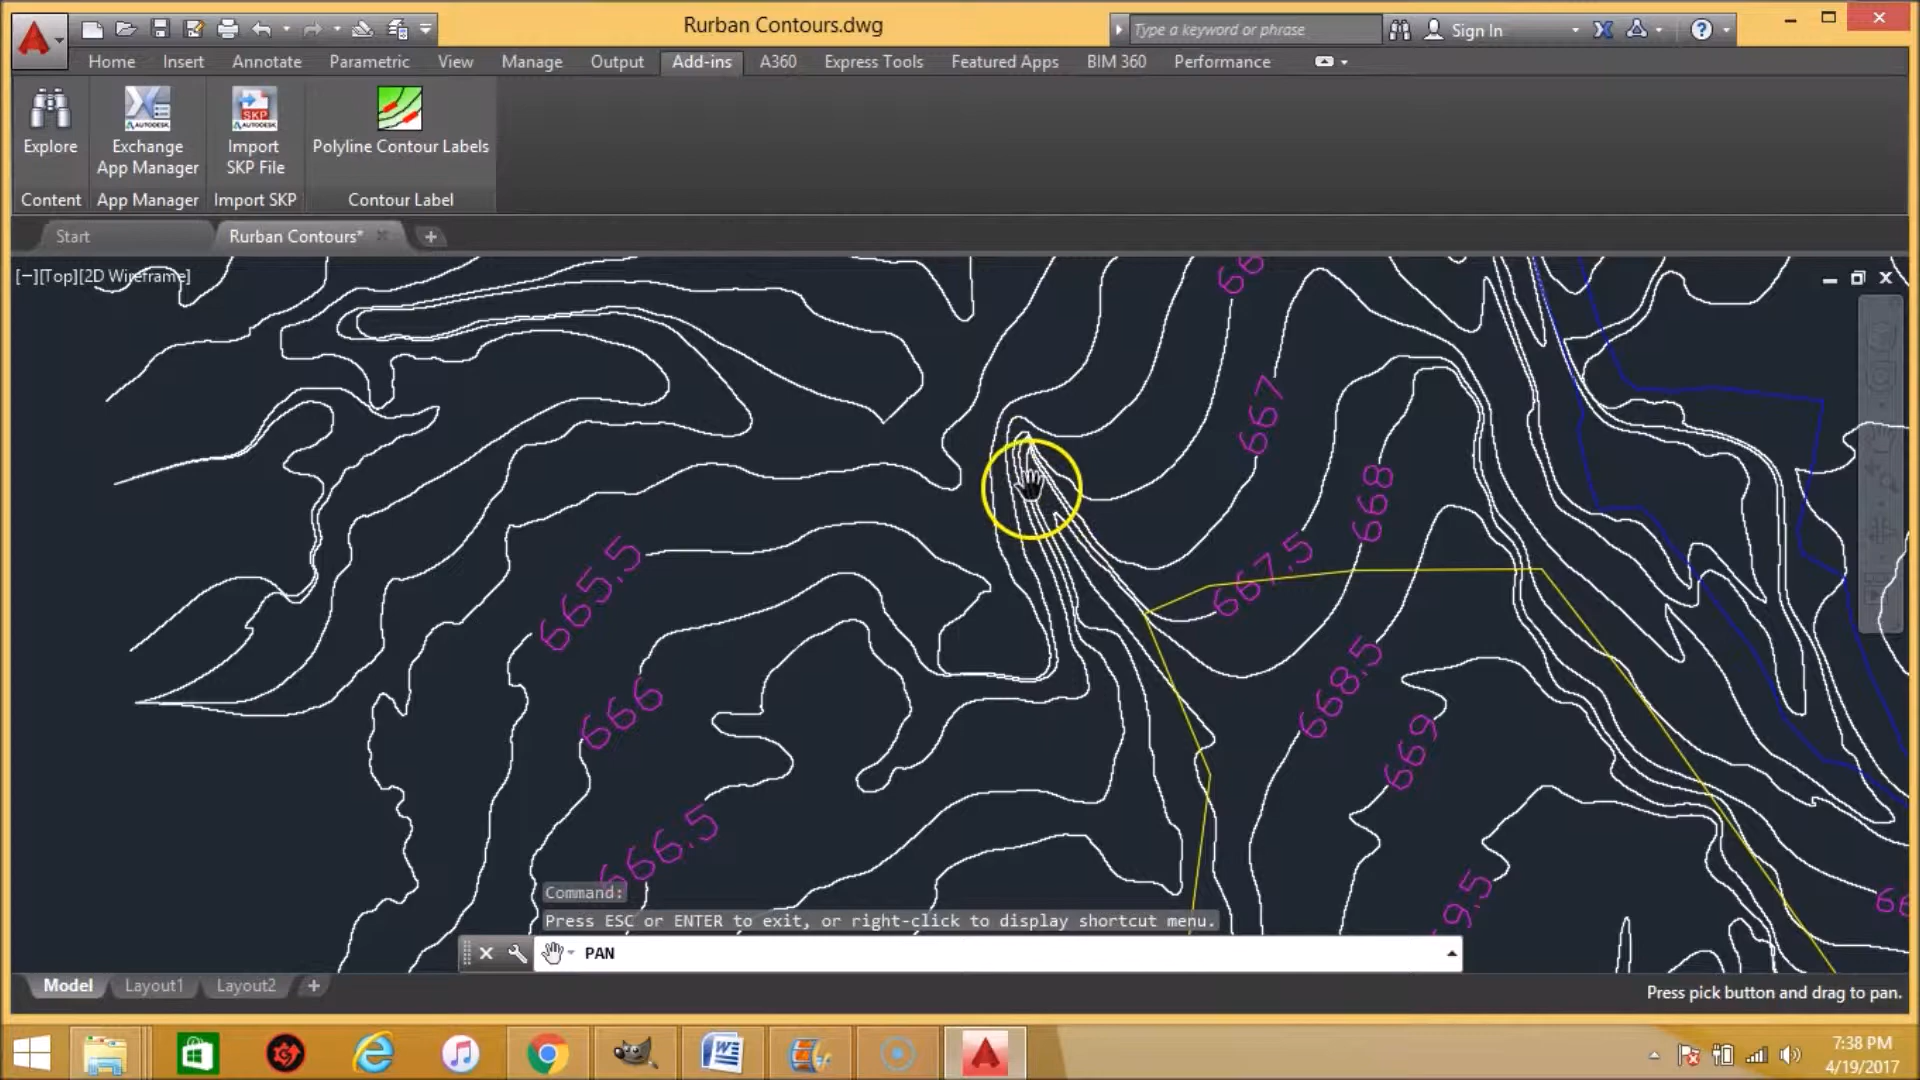 Rurban Contours.dwg
Type a keyword or phrase
Sign In
Home Insert Annotate Parametric View Manage Output Add-ins A360 Express Tools Featured Apps BIM 360 Performance
Explore
Exchange
App Manager
Import
SKP File
Polyline Contour Labels
Content App Manager Import SKP Contour Label
Start Rurban Contours*
[−][Top][2D Wireframe]
667
668
667.5
665.5
668.5
666
669
666.5
9.5
Command:
Press ESC or ENTER to exit, or right-click to display shortcut menu.
PAN
Model Layout1 Layout2
Press pick button and drag to pan.
7:38 PM
4/19/2017